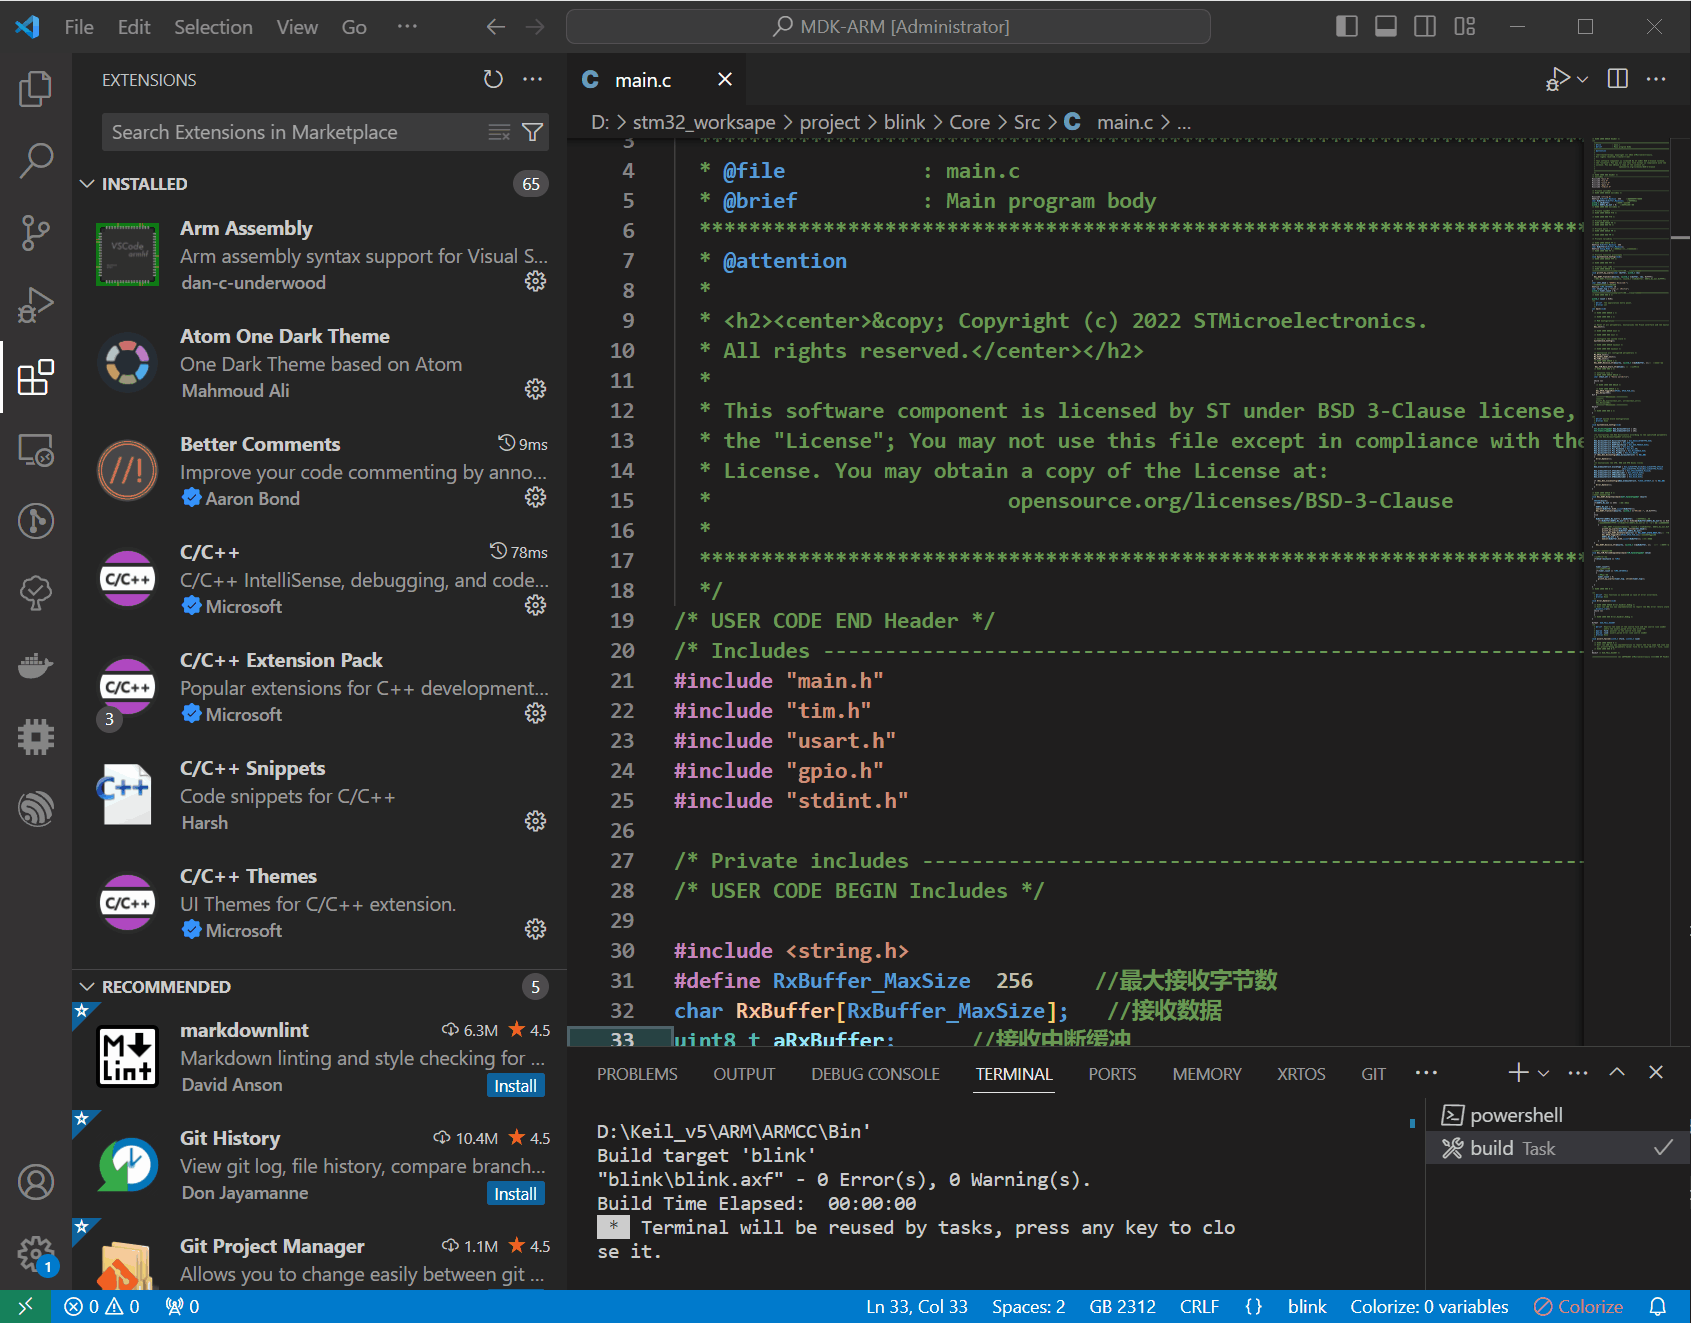 File Edit Selection View Go ···
MDK-ARM [Administrator]
EXTENSIONS
Search Extensions in Marketplace
INSTALLED 65
VSCode
armhf
Arm Assembly
Arm assembly syntax support for Visual S...
dan-c-underwood
Atom One Dark Theme
One Dark Theme based on Atom
Mahmoud Ali
//!
Better Comments 9ms
Improve your code commenting by anno...
Aaron Bond
C/C++
C/C++ 78ms
C/C++ IntelliSense, debugging, and code...
Microsoft
C/C++
3
C/C++ Extension Pack
Popular extensions for C++ development...
Microsoft
C++
C/C++ Snippets
Code snippets for C/C++
Harsh
C/C++
C/C++ Themes
UI Themes for C/C++ extension.
Microsoft
RECOMMENDED 5
M
Lint
markdownlint 6.3M 4.5
Markdown linting and style checking for ...
David Anson Install
Git History 10.4M 4.5
View git log, file history, compare branch...
Don Jayamanne Install
Git Project Manager 1.1M 4.5
Allows you to change easily between git ...
1
C main.c
D: > stm32_worksape > project > blink > Core > Src > C main.c > ...
3 ************************************************************************
4 * @file : main.c
5 * @brief : Main program body
6 ************************************************************************
7 * @attention
8 *
9 * <h2><center>&copy; Copyright (c) 2022 STMicroelectronics.
10 * All rights reserved.</center></h2>
11 *
12 * This software component is licensed by ST under BSD 3-Clause license,
13 * the "License"; You may not use this file except in compliance with the
14 * License. You may obtain a copy of the License at:
15 * opensource.org/licenses/BSD-3-Clause
16 *
17 ************************************************************************
18 */
19 /* USER CODE END Header */
20 /* Includes --------------------------------------------------------------
21 #include "main.h"
22 #include "tim.h"
23 #include "usart.h"
24 #include "gpio.h"
25 #include "stdint.h"
26
27 /* Private includes ------------------------------------------------------
28 /* USER CODE BEGIN Includes */
29
30 #include <string.h>
31 #define RxBuffer_MaxSize 256 //最大接收字节数
32 char RxBuffer[RxBuffer_MaxSize]; //接收数据
33 uint8_t aRxBuffer; //接收中断缓冲
PROBLEMS OUTPUT DEBUG CONSOLE TERMINAL PORTS MEMORY XRTOS GIT ···
D:\Keil_v5\ARM\ARMCC\Bin'
Build target 'blink'
"blink\blink.axf" - 0 Error(s), 0 Warning(s).
Build Time Elapsed: 00:00:00
* Terminal will be reused by tasks, press any key to clo
se it.
powershell
build Task
0 0 0
Ln 33, Col 33 Spaces: 2 GB 2312 CRLF {} blink Colorize: 0 variables Colorize